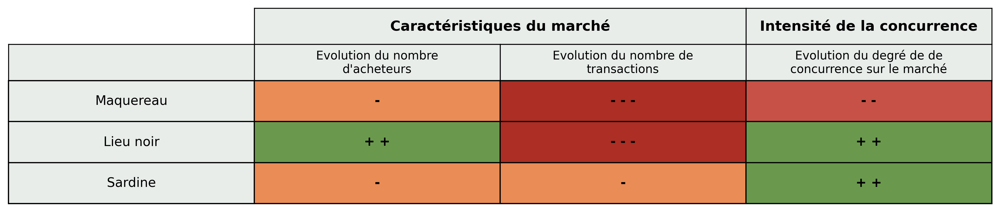 Caractéristiques du marché
Intensité de la concurrence
Evolution du nombre
d'acheteurs
Evolution du nombre de
transactions
Evolution du degré de de
concurrence sur le marché
Maquereau
-
- - -
- -
Lieu noir
+ +
- - -
+ +
Sardine
-
-
+ +